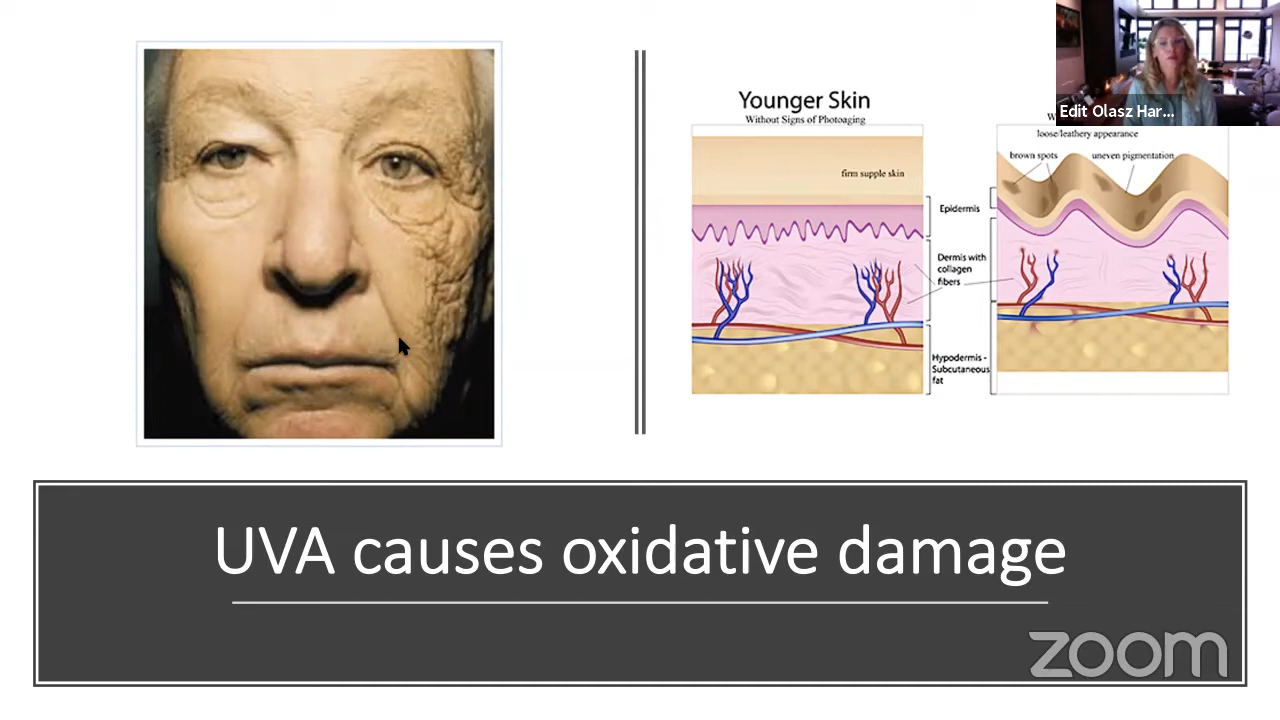 Younger Skin
Without Signs of Photoaging
firm supple skin
Epidermis
Dermis with
collagen
fibers
Hypodermis -
Subcutaneous
fat
loose/leathery appearance
brown spots
uneven pigmentation
Edit Olasz Har...
UVA causes oxidative damage
zoom